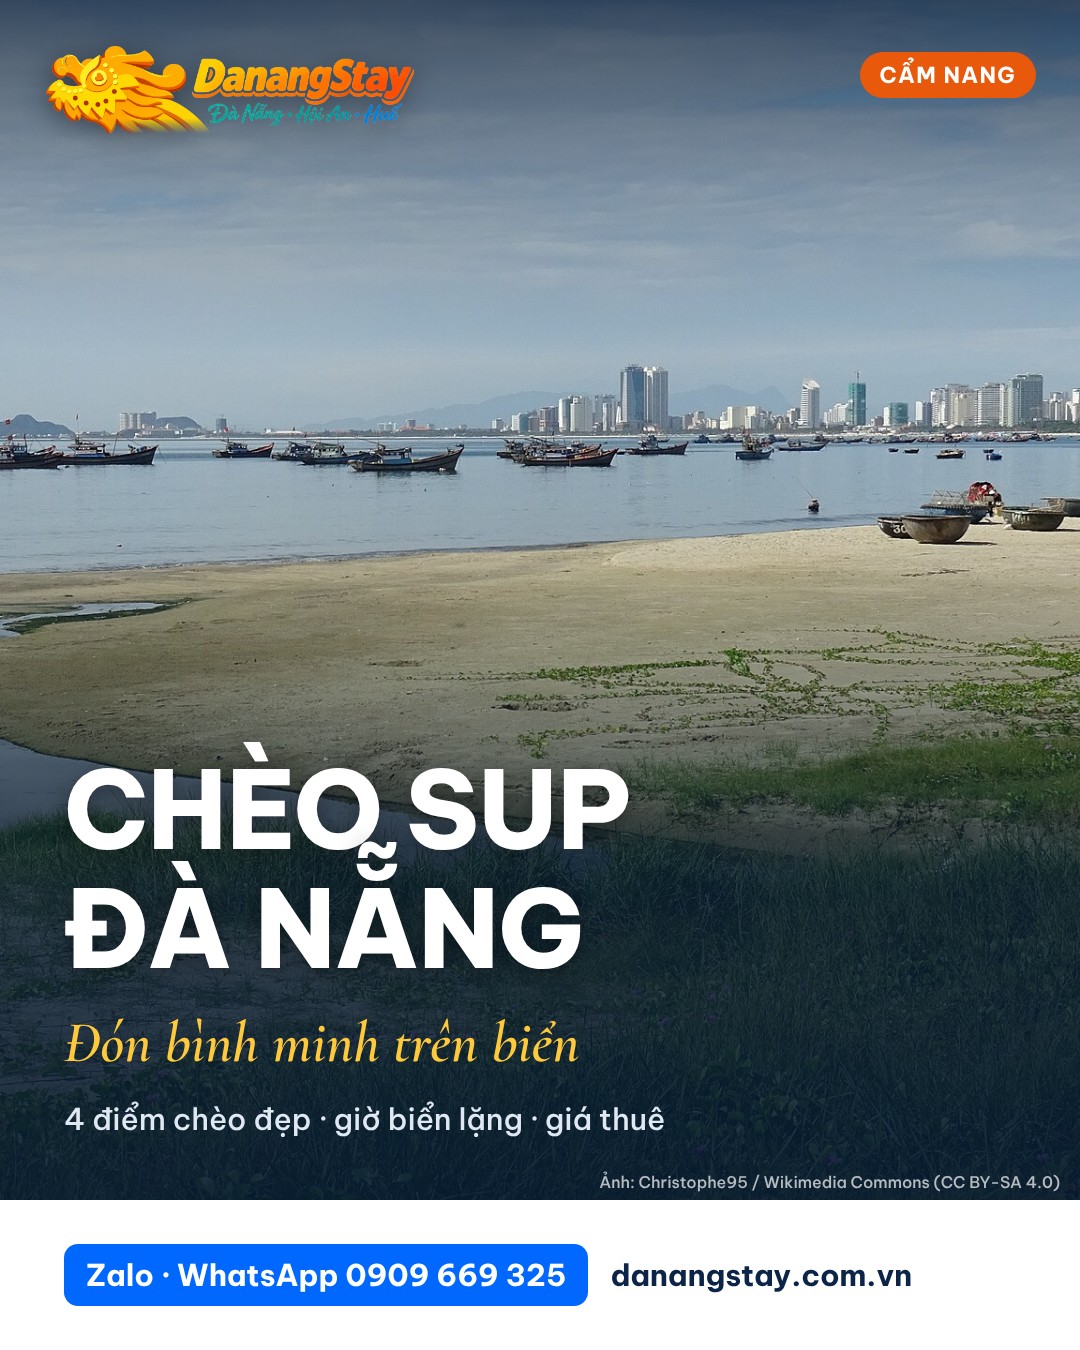 DanangStay
Đà Nẵng · Hội An · Huế
CẨM NANG
30
CHÈO SUP
ĐÀ NẴNG
Đón bình minh trên biển
4 điểm chèo đẹp · giờ biển lặng · giá thuê
Ảnh: Christophe95 / Wikimedia Commons (CC BY-SA 4.0)
Zalo · WhatsApp 0909 669 325
danangstay.com.vn